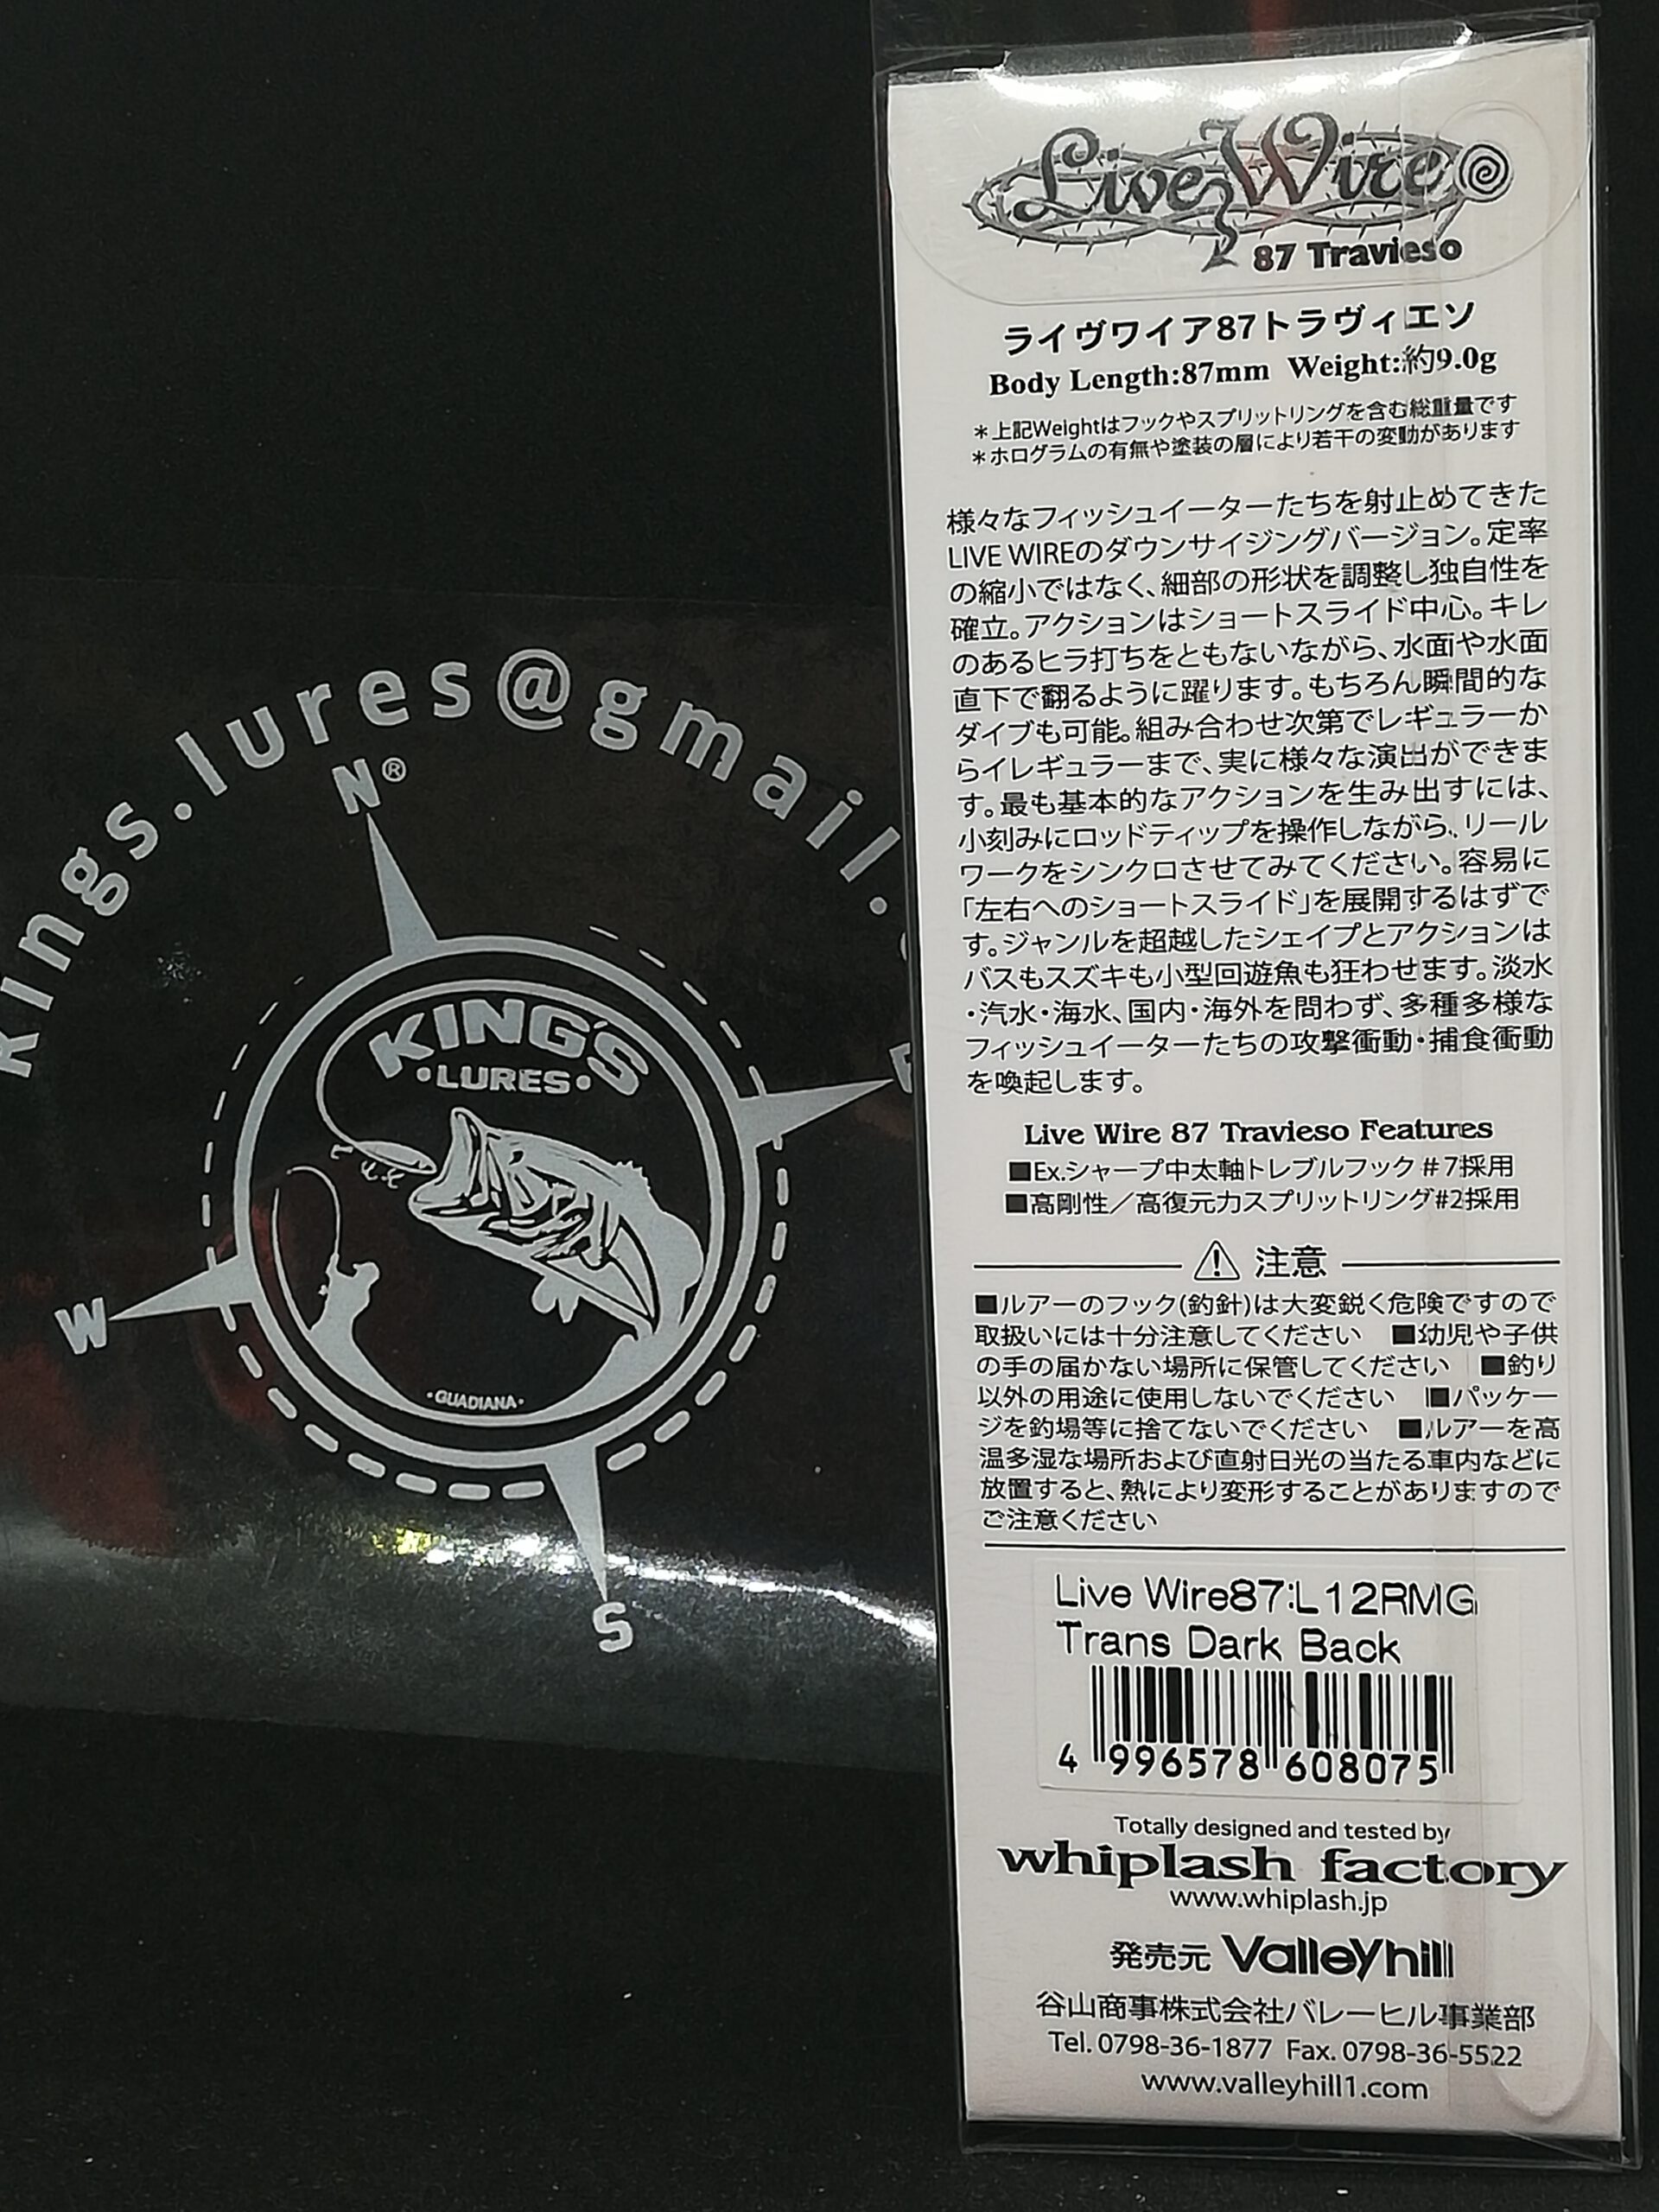 kings.lures@gmail.
N®
W
S
KING'S
•LURES•
•GUADIANA•
Live Wire
87 Travieso
ライヴワイア87トラヴィエソ
Body Length:87mm Weight:約9.0g
＊上記Weightはフックやスプリットリングを含む総重量です
＊ホログラムの有無や塗装の層により若干の変動があります
様々なフィッシュイーターたちを射止めてきた
LIVE WIREのダウンサイジングバージョン。定率
の縮小ではなく、細部の形状を調整し独自性を
確立。アクションはショートスライド中心。キレ
のあるヒラ打ちをともないながら、水面や水面
直下で翻るように躍ります。もちろん瞬間的な
ダイブも可能。組み合わせ次第でレギュラーか
らイレギュラーまで、実に様々な演出ができま
す。最も基本的なアクションを生み出すには、
小刻みにロッドティップを操作しながら、リール
ワークをシンクロさせてみてください。容易に
「左右へのショートスライド」を展開するはずで
す。ジャンルを超越したシェイプとアクションは
バスもスズキも小型回遊魚も狂わせます。淡水
・汽水・海水、国内・海外を問わず、多種多様な
フィッシュイーターたちの攻撃衝動・捕食衝動
を喚起します。
Live Wire 87 Travieso Features
■Ex.シャープ中太軸トレブルフック＃7採用
■高剛性／高復元力スプリットリング#2採用
注意
■ルアーのフック(釣針)は大変鋭く危険ですので
取扱いには十分注意してください ■幼児や子供
の手の届かない場所に保管してください ■釣り
以外の用途に使用しないでください ■パッケー
ジを釣場等に捨てないでください ■ルアーを高
温多湿な場所および直射日光の当たる車内などに
放置すると、熱により変形することがありますので
ご注意ください
Live Wire87:L12RMG
Trans Dark Back
4 996578 608075
Totally designed and tested by
whiplash factory
www.whiplash.jp
発売元 Valleyhill
谷山商事株式会社バレーヒル事業部
Tel. 0798-36-1877 Fax. 0798-36-5522
www.valleyhill1.com